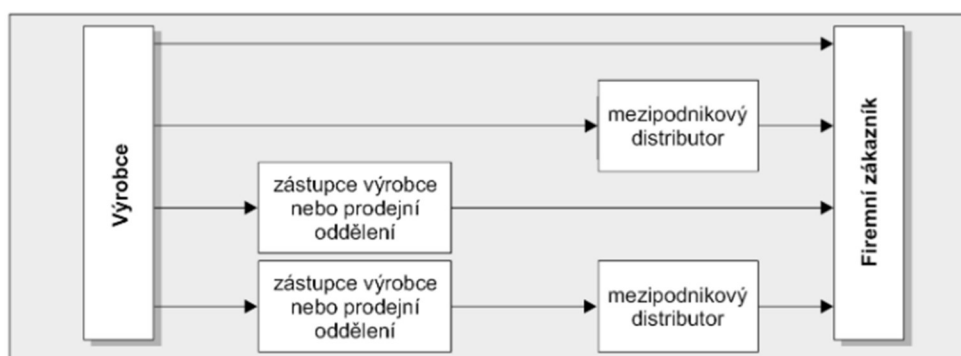 Výrobce
mezipodnikový
distributor
zástupce výrobce
nebo prodejní
oddělení
zástupce výrobce
nebo prodejní
oddělení
mezipodnikový
distributor
Firemní zákazník